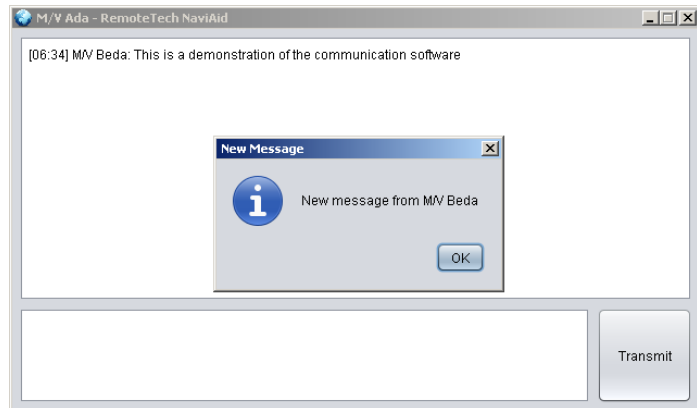 M/V Ada - RemoteTech NaviAid
[06:34] M/V Beda: This is a demonstration of the communication software
New Message
New message from M/V Beda
OK
Transmit